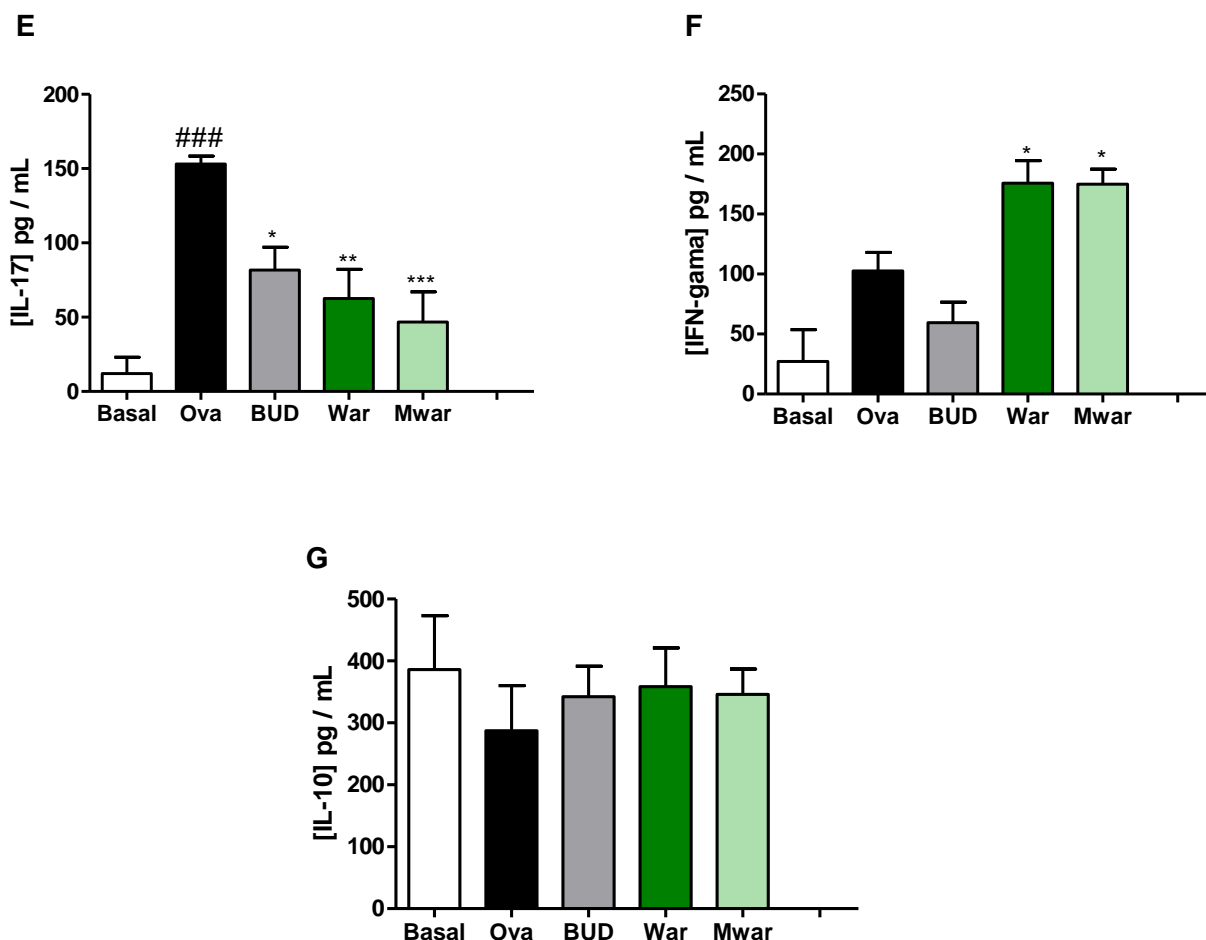 E
[IL-17] pg / mL
200
150
100
50
0
###
*
**
***
Basal Ova BUD War Mwar
F
[IFN-gama] pg / mL
250
200
150
100
50
0
* *
Basal Ova BUD War Mwar
G
[IL-10] pg / mL
500
400
300
200
100
0
Basal Ova BUD War Mwar